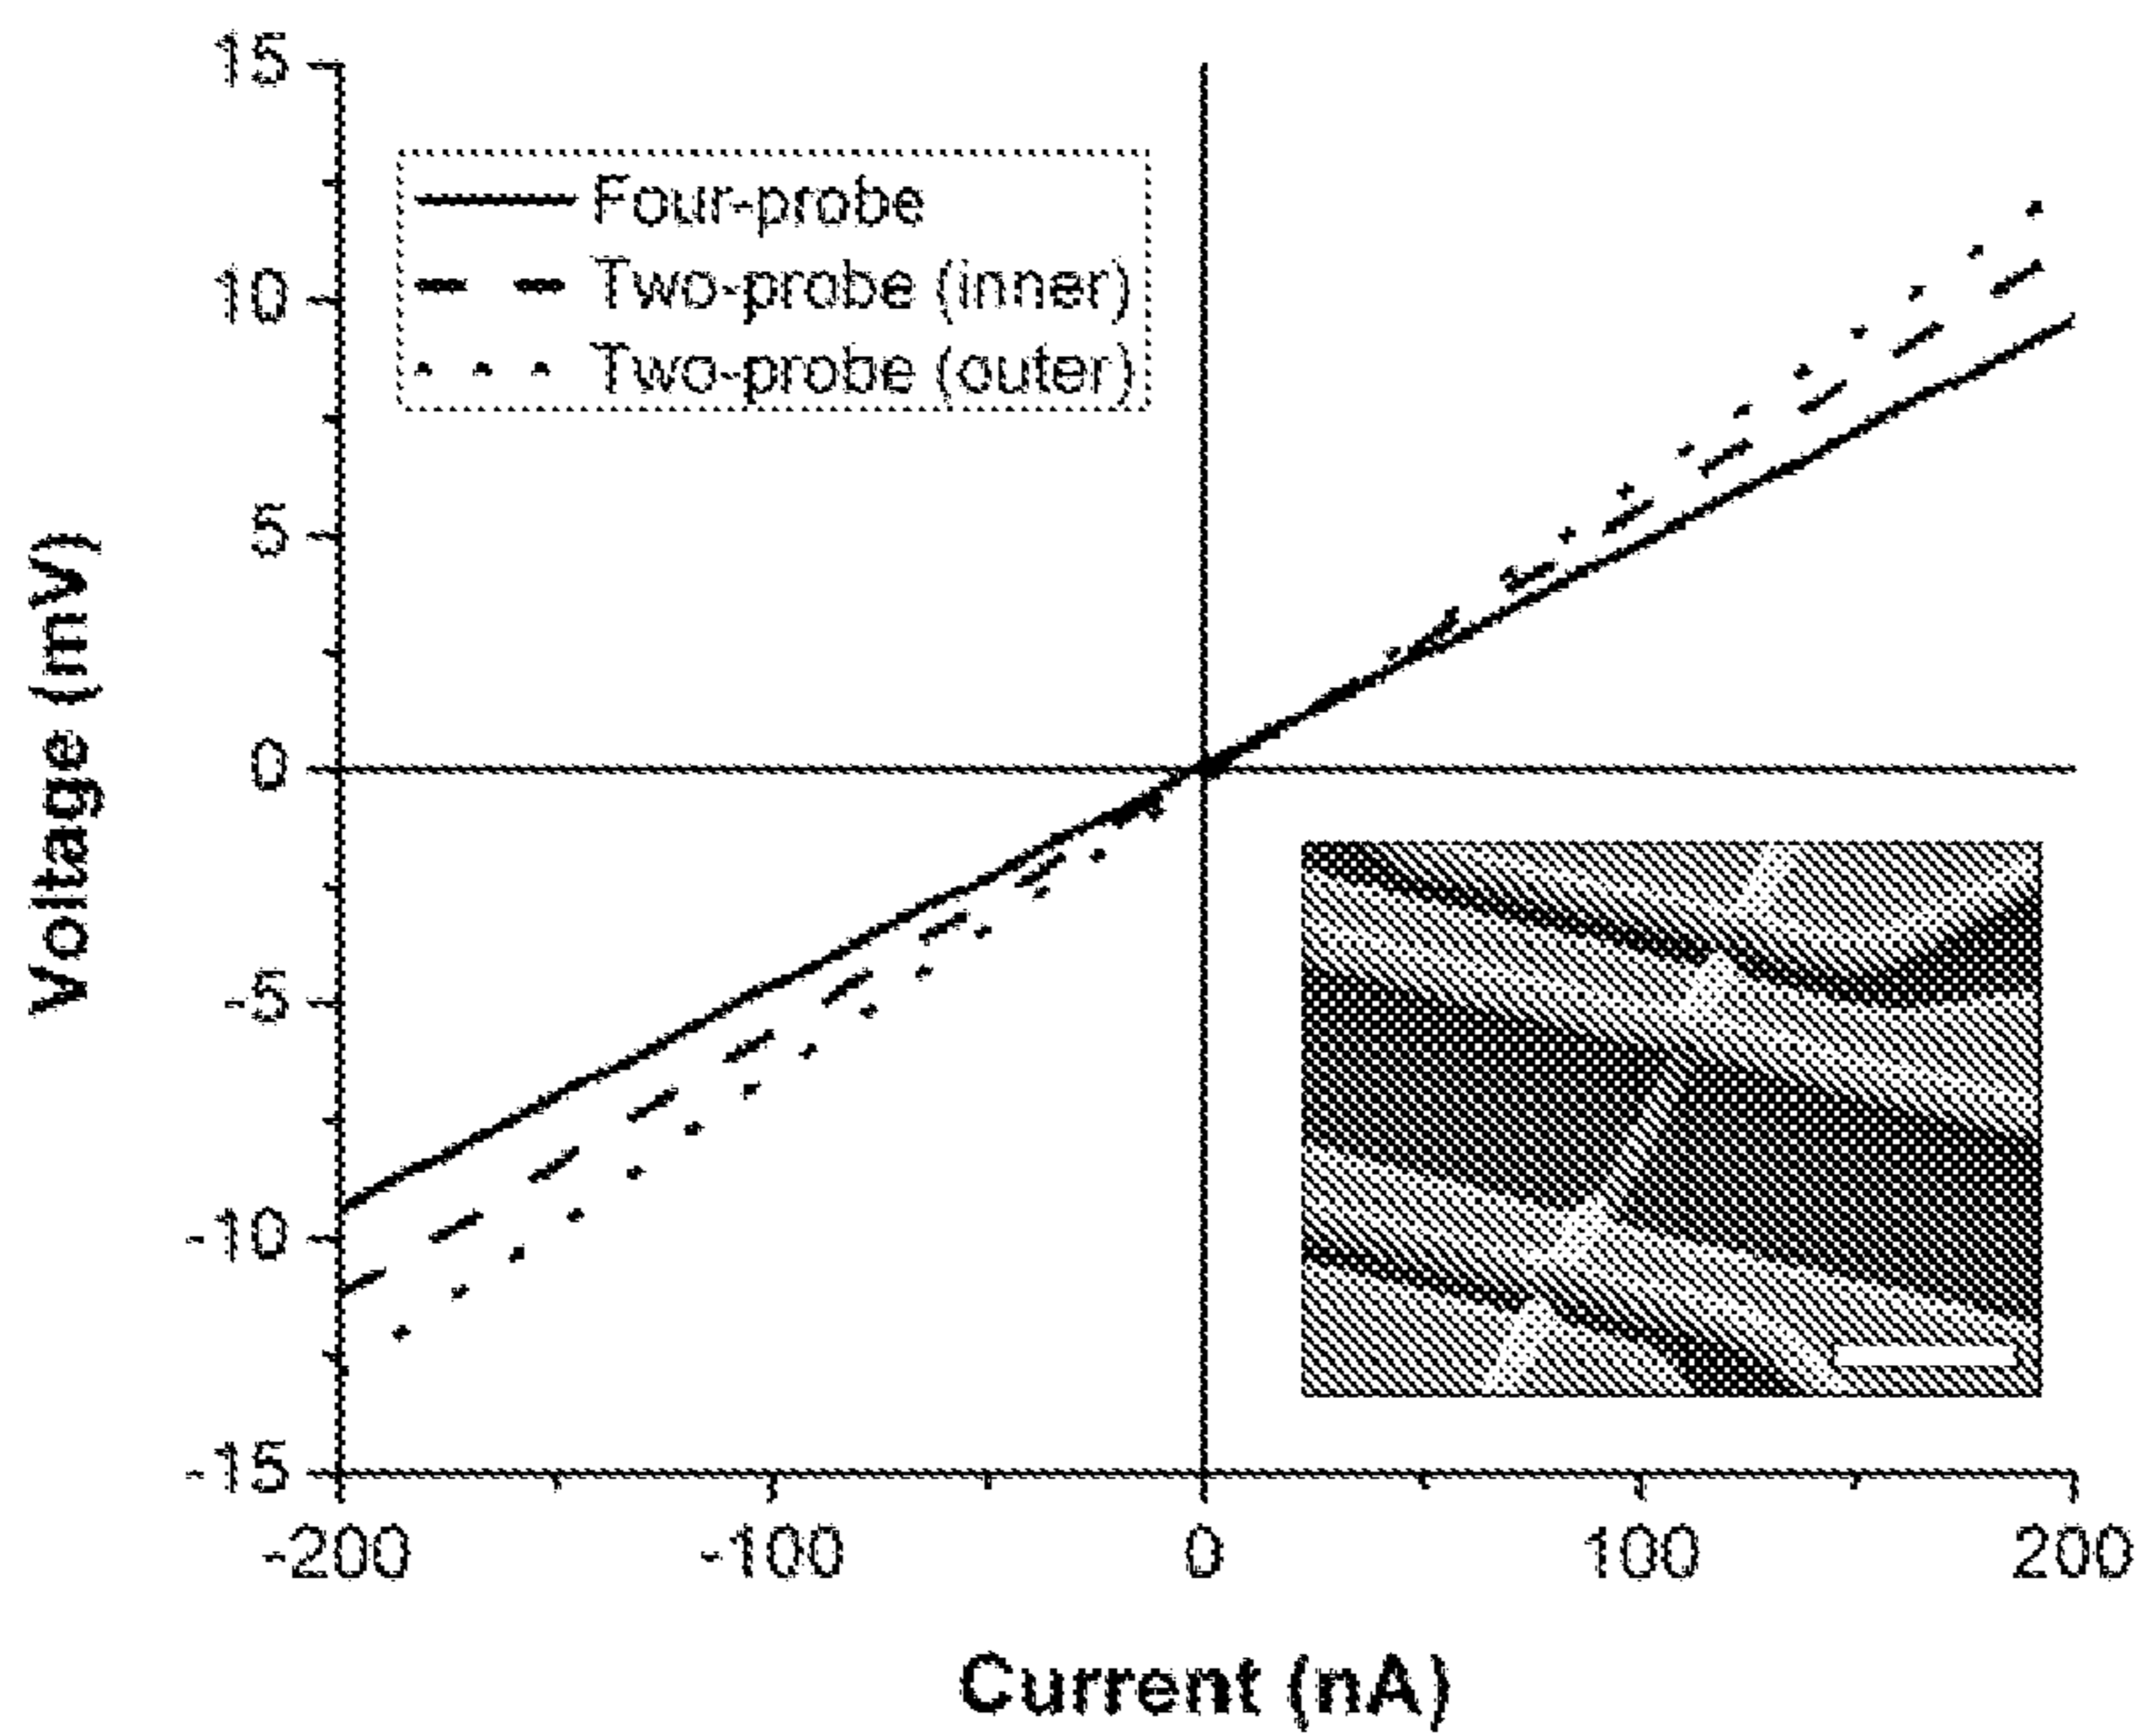 15
10
5
0
-5
-10
-15
Voltage (mV)
Four-probe
Two-probe (inner)
Two-probe (outer)
-200
-100
0
100
200
Current (nA)